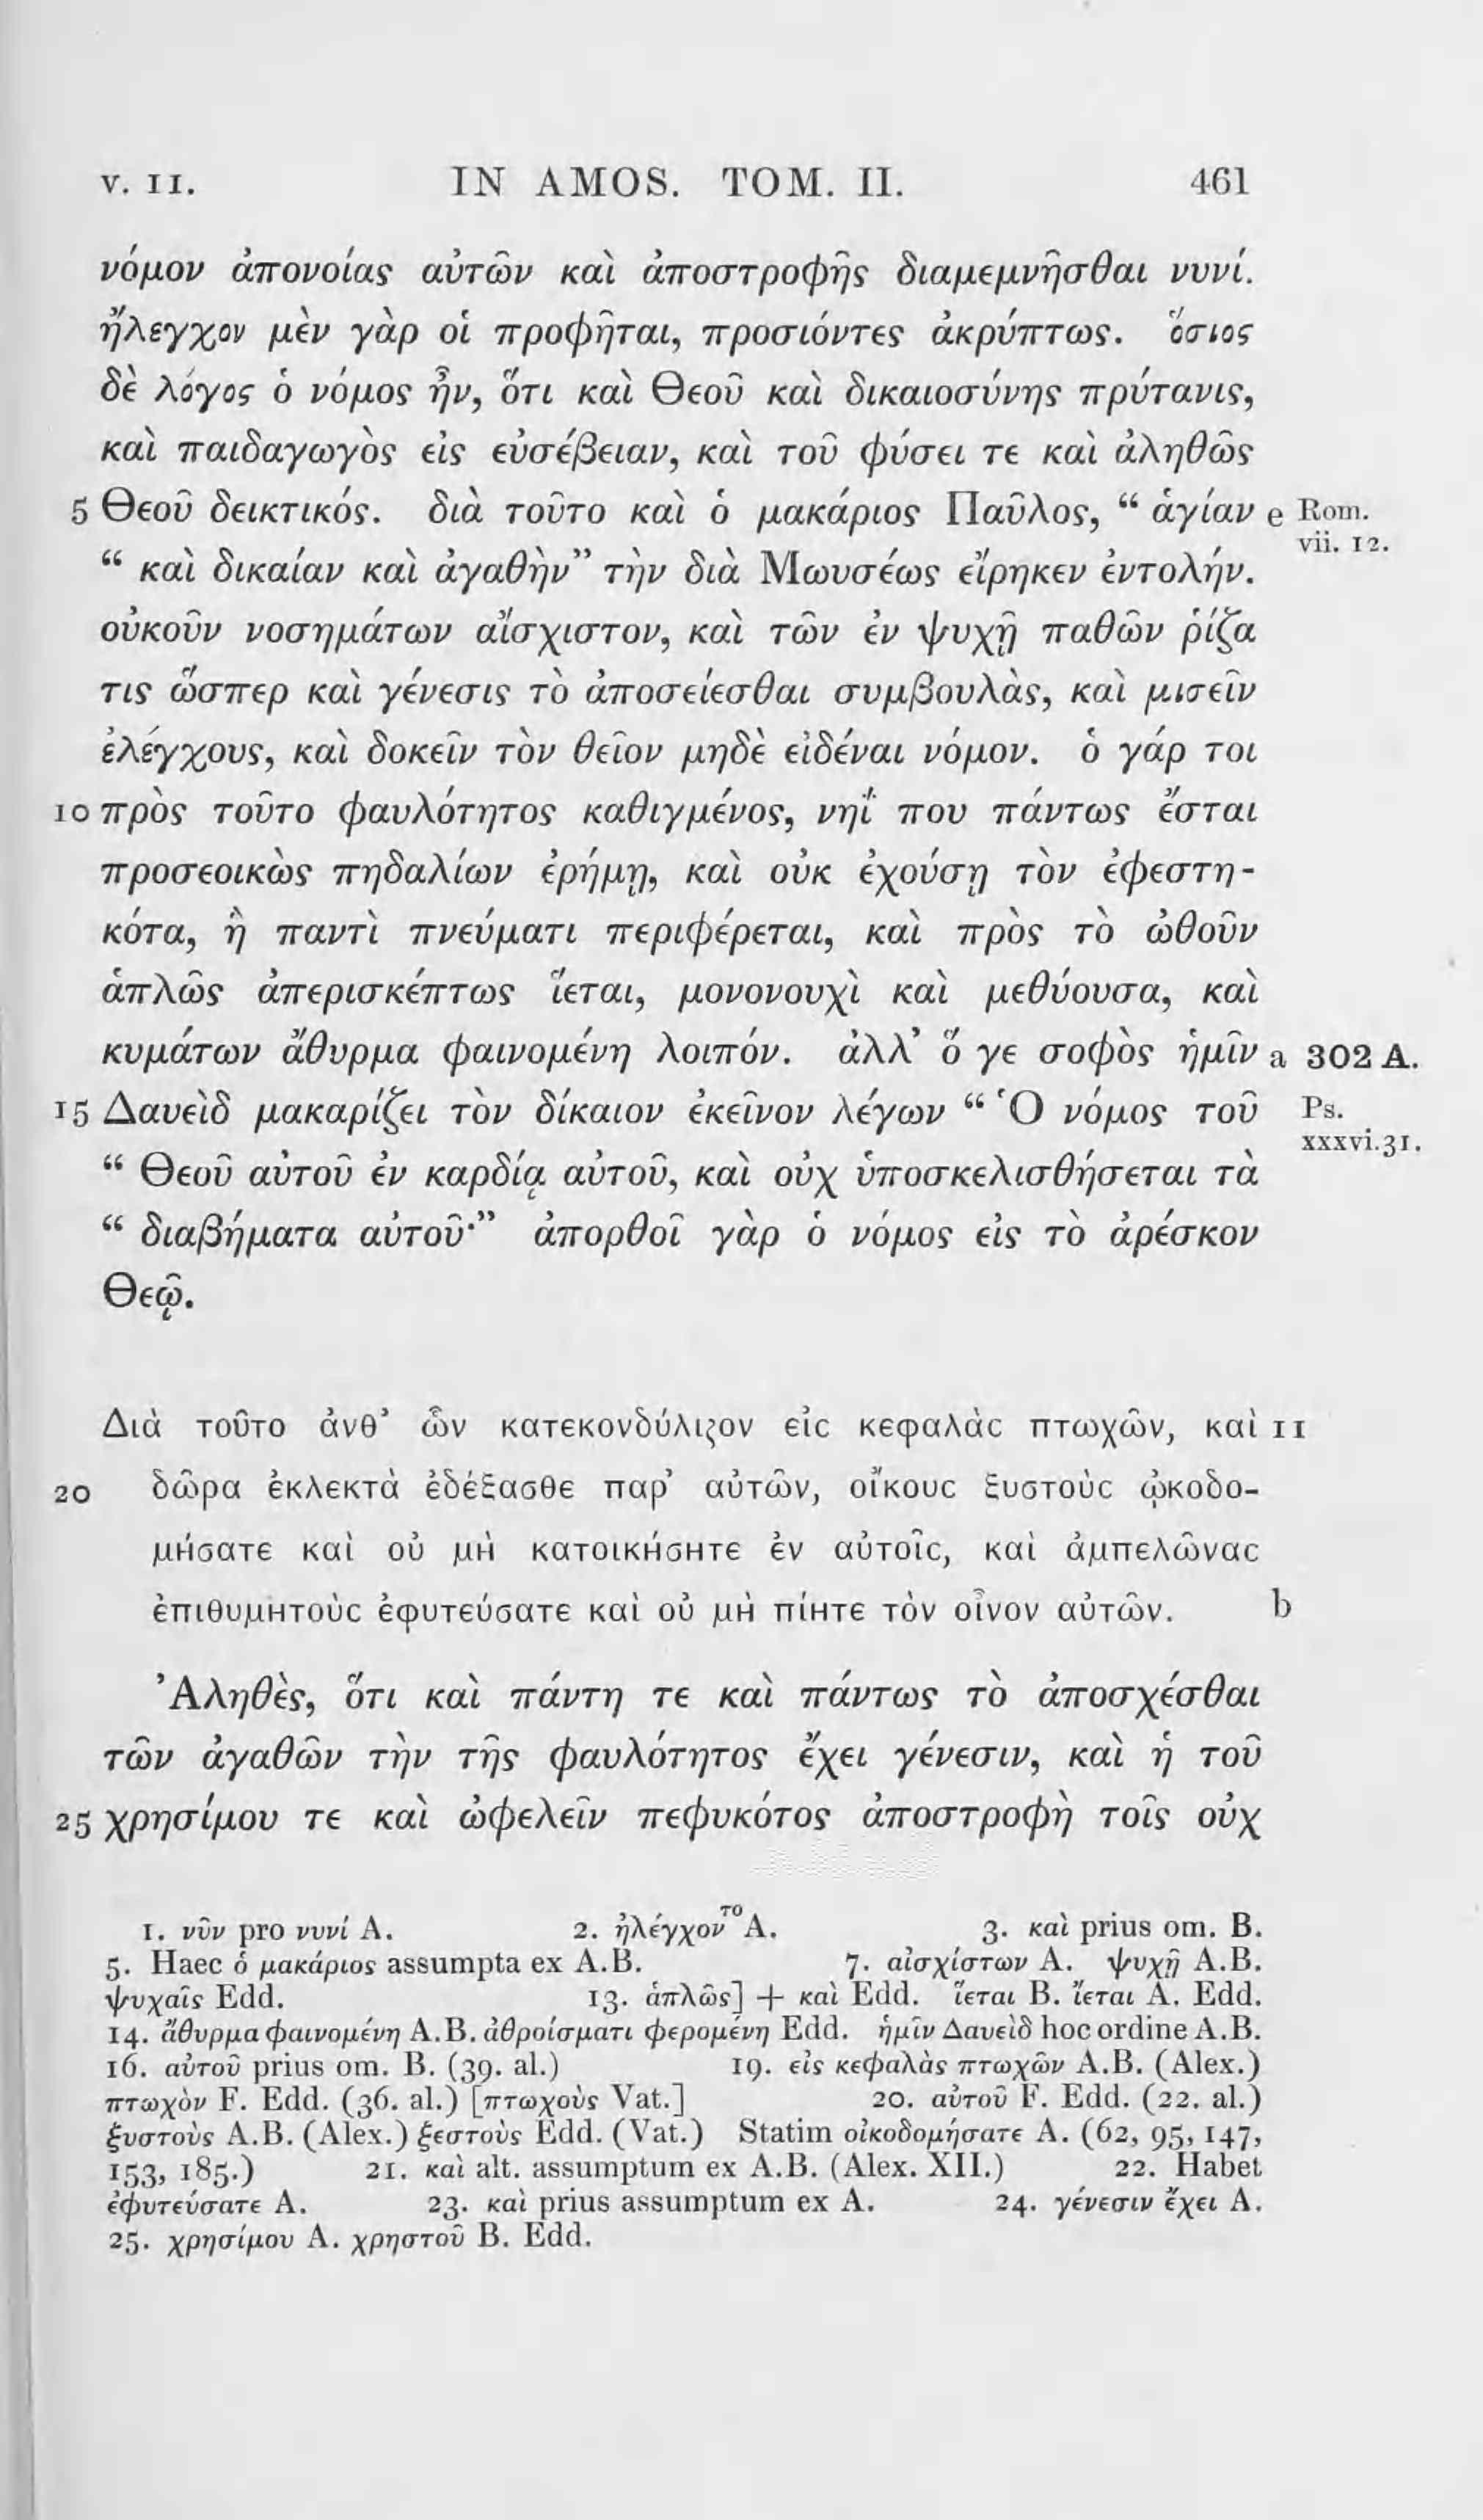 v. 11. IN AMOS. TOM. II. 461
νόμον ἀπονοίας αὐτῶν καὶ ἀποστροφῆς διαμεμνῆσθαι νυνί.
ἤλεγχον μὲν γὰρ οἱ προφῆται, προσιόντες ἀκρύπτως. ὅσιος
δὲ λόγος ὁ νόμος ἦν, ὅτι καὶ Θεοῦ καὶ δικαιοσύνης πρύτανις,
καὶ παιδαγωγὸς εἰς εὐσέβειαν, καὶ τοῦ φύσει τε καὶ ἀληθῶς
5 Θεοῦ δεικτικός. διὰ τοῦτο καὶ ὁ μακάριος Παῦλος, “ ἁγίαν e Rom.
vii. 12.
“ καὶ δικαίαν καὶ ἀγαθὴν” τὴν διὰ Μωυσέως εἴρηκεν ἐντολήν.
οὐκοῦν νοσημάτων αἴσχιστον, καὶ τῶν ἐν ψυχῇ παθῶν ῥίζα
τις ὥσπερ καὶ γένεσις τὸ ἀποσείεσθαι συμβουλὰς, καὶ μισεῖν
ἐλέγχους, καὶ δοκεῖν τὸν θεῖον μηδὲ εἰδέναι νόμον. ὁ γάρ τοι
10 πρὸς τοῦτο φαυλότητος καθιγμένος, νηΐ που πάντως ἔσται
προσεοικὼς πηδαλίων ἐρήμῃ, καὶ οὐκ ἐχούσῃ τὸν ἐφεστη-
κότα, ἢ παντὶ πνεύματι περιφέρεται, καὶ πρὸς τὸ ὠθοῦν
ἁπλῶς ἀπερισκέπτως ἵεται, μονονουχὶ καὶ μεθύουσα, καὶ
κυμάτων ἄθυρμα φαινομένη λοιπόν. ἀλλ’ ὅ γε σοφὸς ἡμῖν a 302 A.
15 Δαυεὶδ μακαρίζει τὸν δίκαιον ἐκεῖνον λέγων “ Ὁ νόμος τοῦ Ps.
xxxvi.31.
“ Θεοῦ αὐτοῦ ἐν καρδίᾳ αὐτοῦ, καὶ οὐχ ὑποσκελισθήσεται τὰ
“ διαβήματα αὐτοῦ·” ἀπορθοῖ γὰρ ὁ νόμος εἰς τὸ ἀρέσκον
Θεῷ.
Διὰ τοῦτο ἀνθ’ ὧν κατεκονδύλιζον εἰς κεφαλὰς πτωχῶν, καὶ 11
20 δῶρα ἐκλεκτὰ ἐδέξασθε παρ’ αὐτῶν, οἴκους ξυστοὺς ᾠκοδο-
μήσατε καὶ οὐ μὴ κατοικήσητε ἐν αὐτοῖς, καὶ ἀμπελῶνας
ἐπιθυμητοὺς ἐφυτεύσατε καὶ οὐ μὴ πίητε τὸν οἶνον αὐτῶν. b
Ἀληθὲς, ὅτι καὶ πάντη τε καὶ πάντως τὸ ἀποσχέσθαι
τῶν ἀγαθῶν τὴν τῆς φαυλότητος ἔχει γένεσιν, καὶ ἡ τοῦ
25 χρησίμου τε καὶ ὠφελεῖν πεφυκότος ἀποστροφὴ τοῖς οὐχ
1. νῦν pro νυνί A. 2. ἠλέγχοντο A. 3. καὶ prius om. B.
5. Haec ὁ μακάριος assumpta ex A.B. 7. αἰσχίστων A. ψυχῇ A.B.
ψυχαῖς Edd. 13. ἁπλῶς] + καὶ Edd. ἵεται B. ἴεται A. Edd.
14. ἄθυρμα φαινομένη A.B. ἀθροίσματι φερομένη Edd. ἡμῖν Δαυεὶδ hoc ordine A.B.
16. αὐτοῦ prius om. B. (39. al.) 19. εἰς κεφαλὰς πτωχῶν A.B. (Alex.)
πτωχὸν F. Edd. (36. al.) [πτωχοὺς Vat.] 20. αὐτοῦ F. Edd. (22. al.)
ξυστοὺς A.B. (Alex.) ξεστοὺς Edd. (Vat.) Statim οἰκοδομήσατε A. (62, 95, 147,
153, 185.) 21. καὶ alt. assumptum ex A.B. (Alex. XII.) 22. Habet
ἐφυτεύσατε A. 23. καὶ prius assumptum ex A. 24. γένεσιν ἔχει A.
25. χρησίμου A. χρηστοῦ B. Edd.